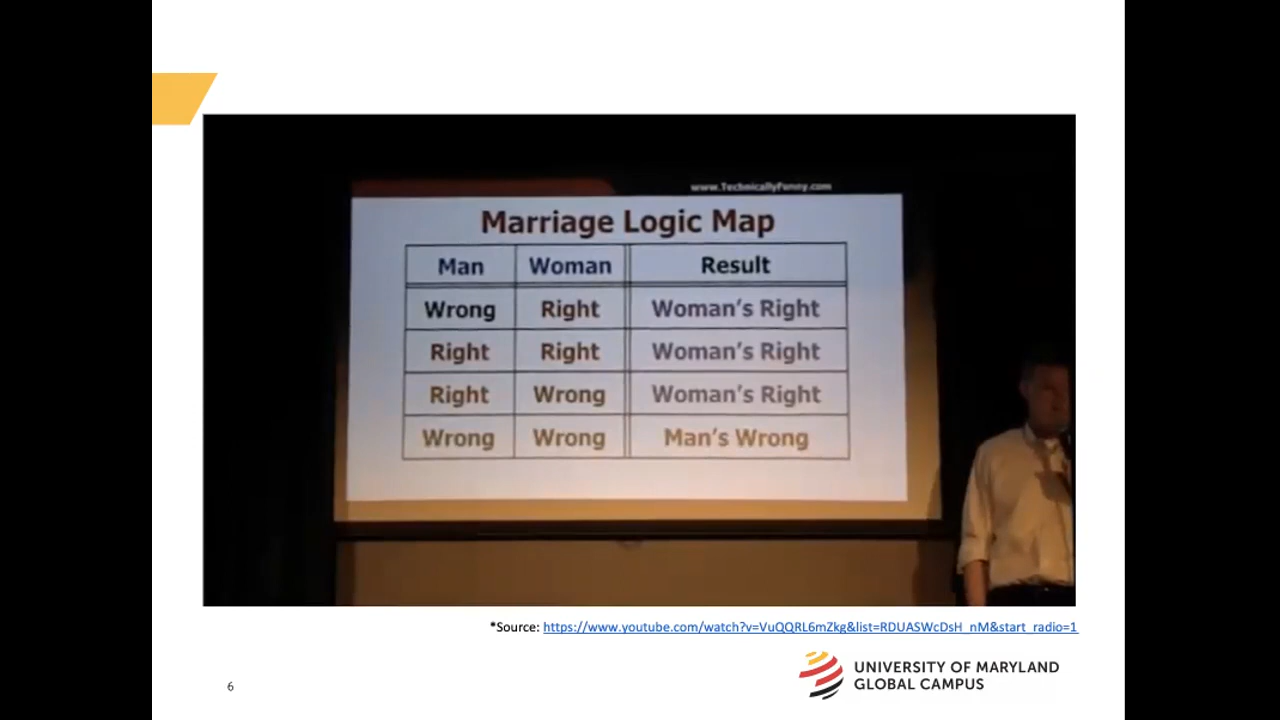 www.TechnicallyFunny.com
Marriage Logic Map
Man Woman Result
Wrong Right Woman's Right
Right Right Woman's Right
Right Wrong Woman's Right
Wrong Wrong Man's Wrong
*Source: https://www.youtube.com/watch?v=VuQQRL6mZkg&list=RDUASWcDsH_nM&start_radio=1
UNIVERSITY OF MARYLAND
GLOBAL CAMPUS
6